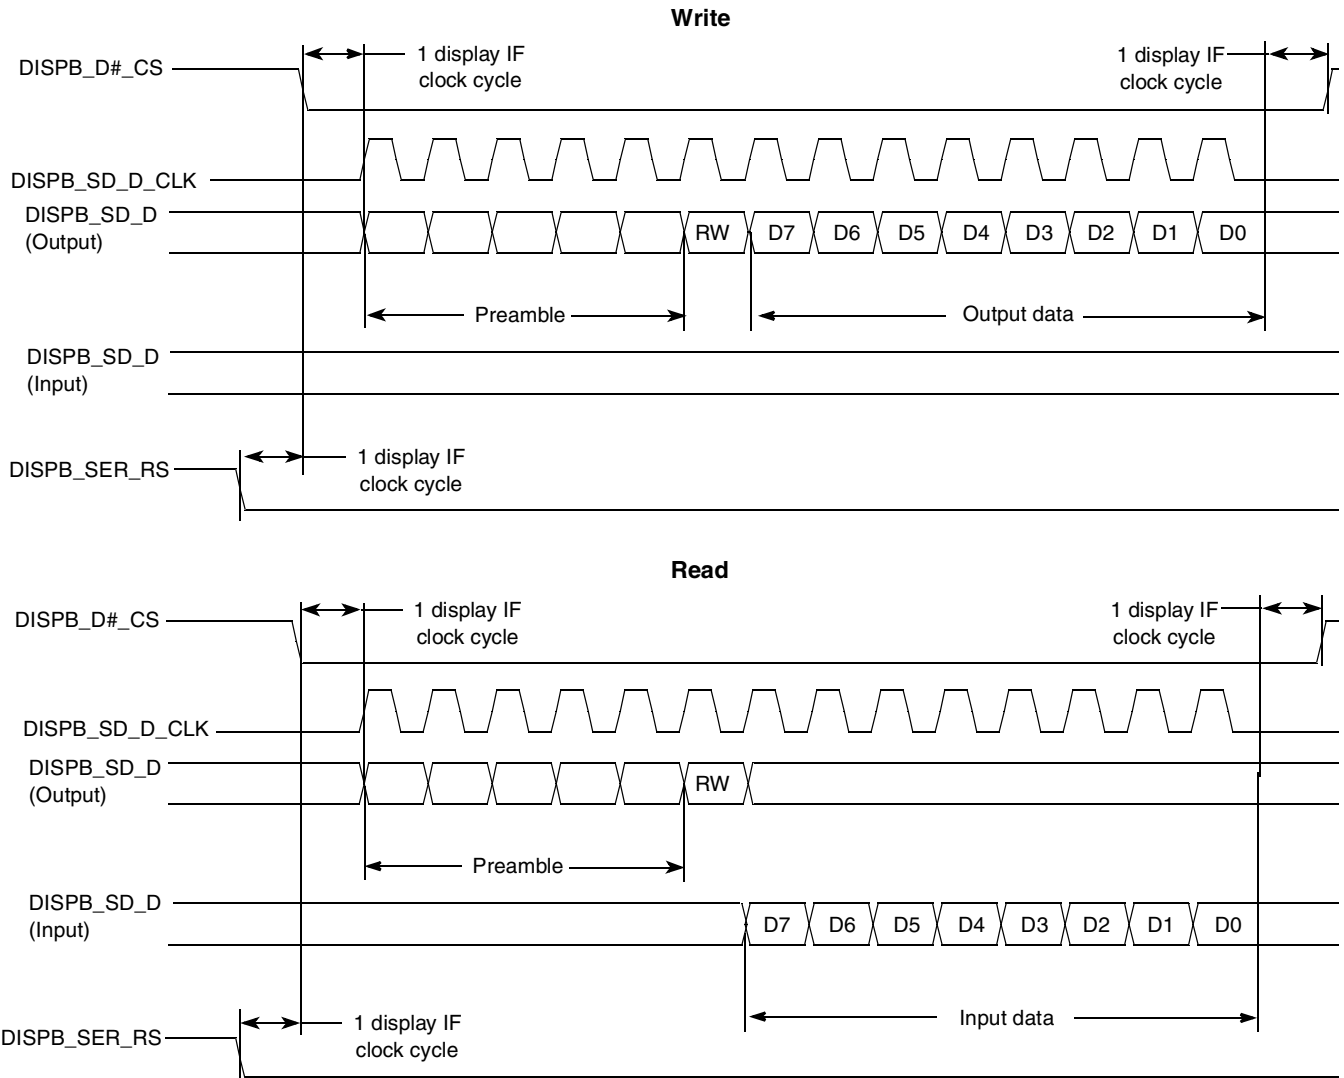 Write
1 display IF
clock cycle
1 display IF
clock cycle
DISPB_D#_CS
DISPB_SD_D_CLK
DISPB_SD_D
(Output)
RW D7 D6 D5 D4 D3 D2 D1 D0
Preamble
Output data
DISPB_SD_D
(Input)
DISPB_SER_RS
1 display IF
clock cycle
Read
1 display IF
clock cycle
1 display IF
clock cycle
DISPB_D#_CS
DISPB_SD_D_CLK
DISPB_SD_D
(Output)
RW
Preamble
DISPB_SD_D
(Input)
D7 D6 D5 D4 D3 D2 D1 D0
Input data
DISPB_SER_RS
1 display IF
clock cycle